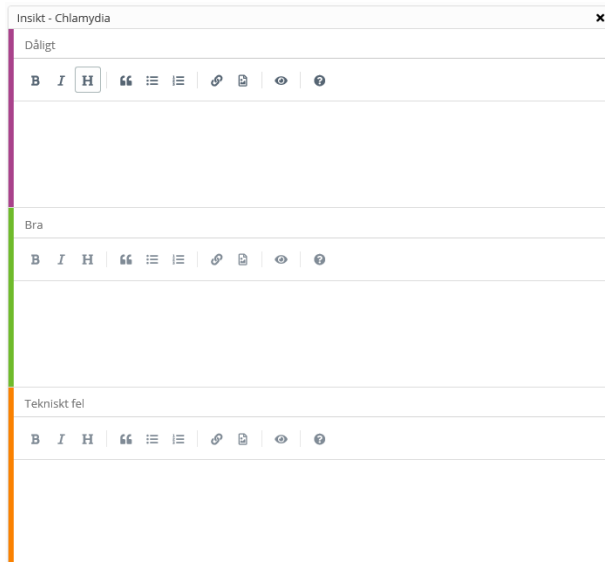 Insikt - Chlamydia
Dåligt
B I H
Bra
B I H
Tekniskt fel
B I H